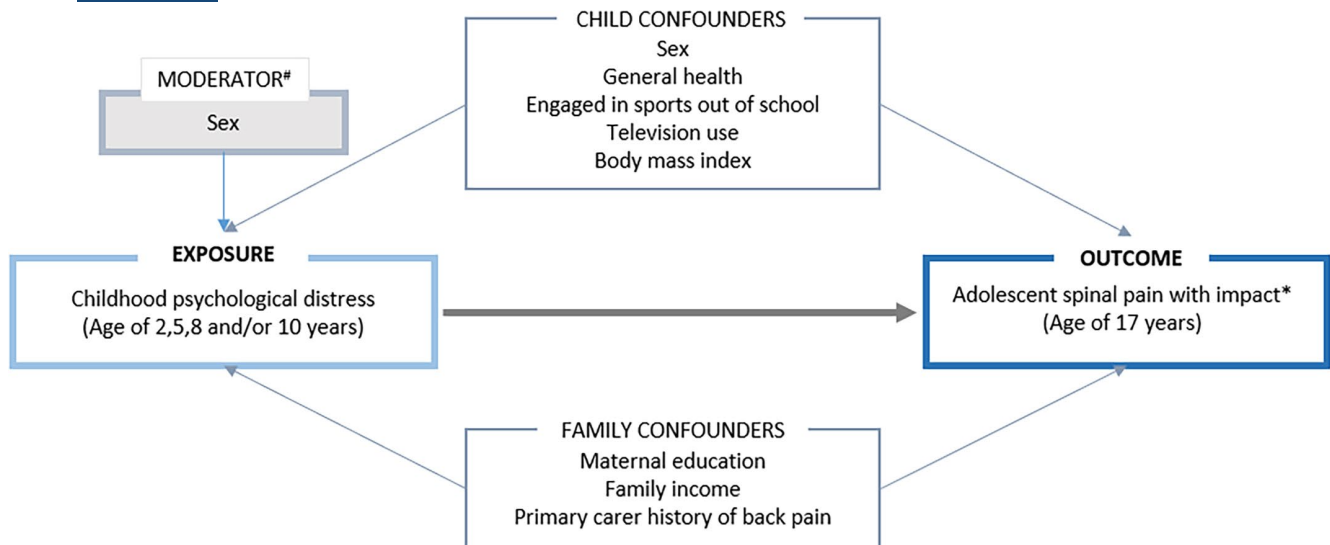 CHILD CONFOUNDERS
Sex
General health
Engaged in sports out of school
Television use
Body mass index
MODERATOR#
Sex
EXPOSURE
Childhood psychological distress
(Age of 2,5,8 and/or 10 years)
OUTCOME
Adolescent spinal pain with impact*
(Age of 17 years)
FAMILY CONFOUNDERS
Maternal education
Family income
Primary carer history of back pain